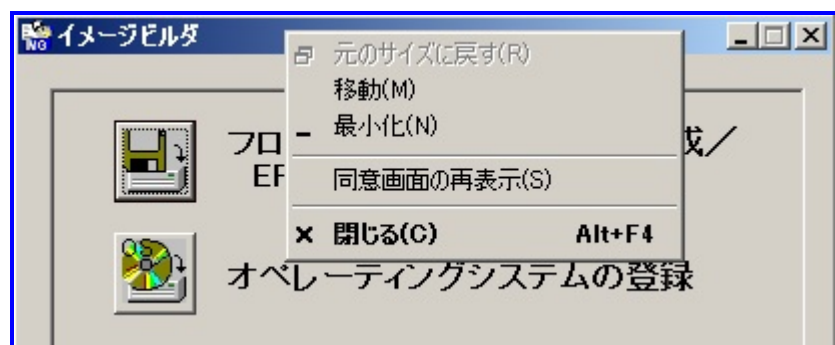 イメージビルダ
元のサイズに戻す(R)
移動(M)
最小化(N)
同意画面の再表示(S)
閉じる(C) Alt+F4
フロ
成／
EF
オペレーティングシステムの登録